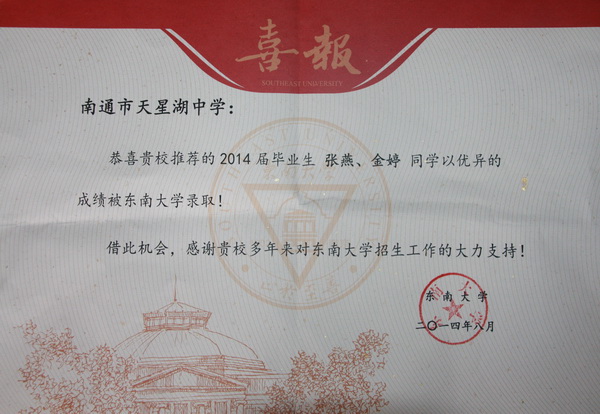 喜报
SOUTHEAST UNIVERSITY
南通市天星湖中学：
恭喜贵校推荐的2014届毕业生 张燕、金婷 同学以优异的
成绩被东南大学录取！
借此机会，感谢贵校多年来对东南大学招生工作的大力支持！
东南大学
二〇一四年八月